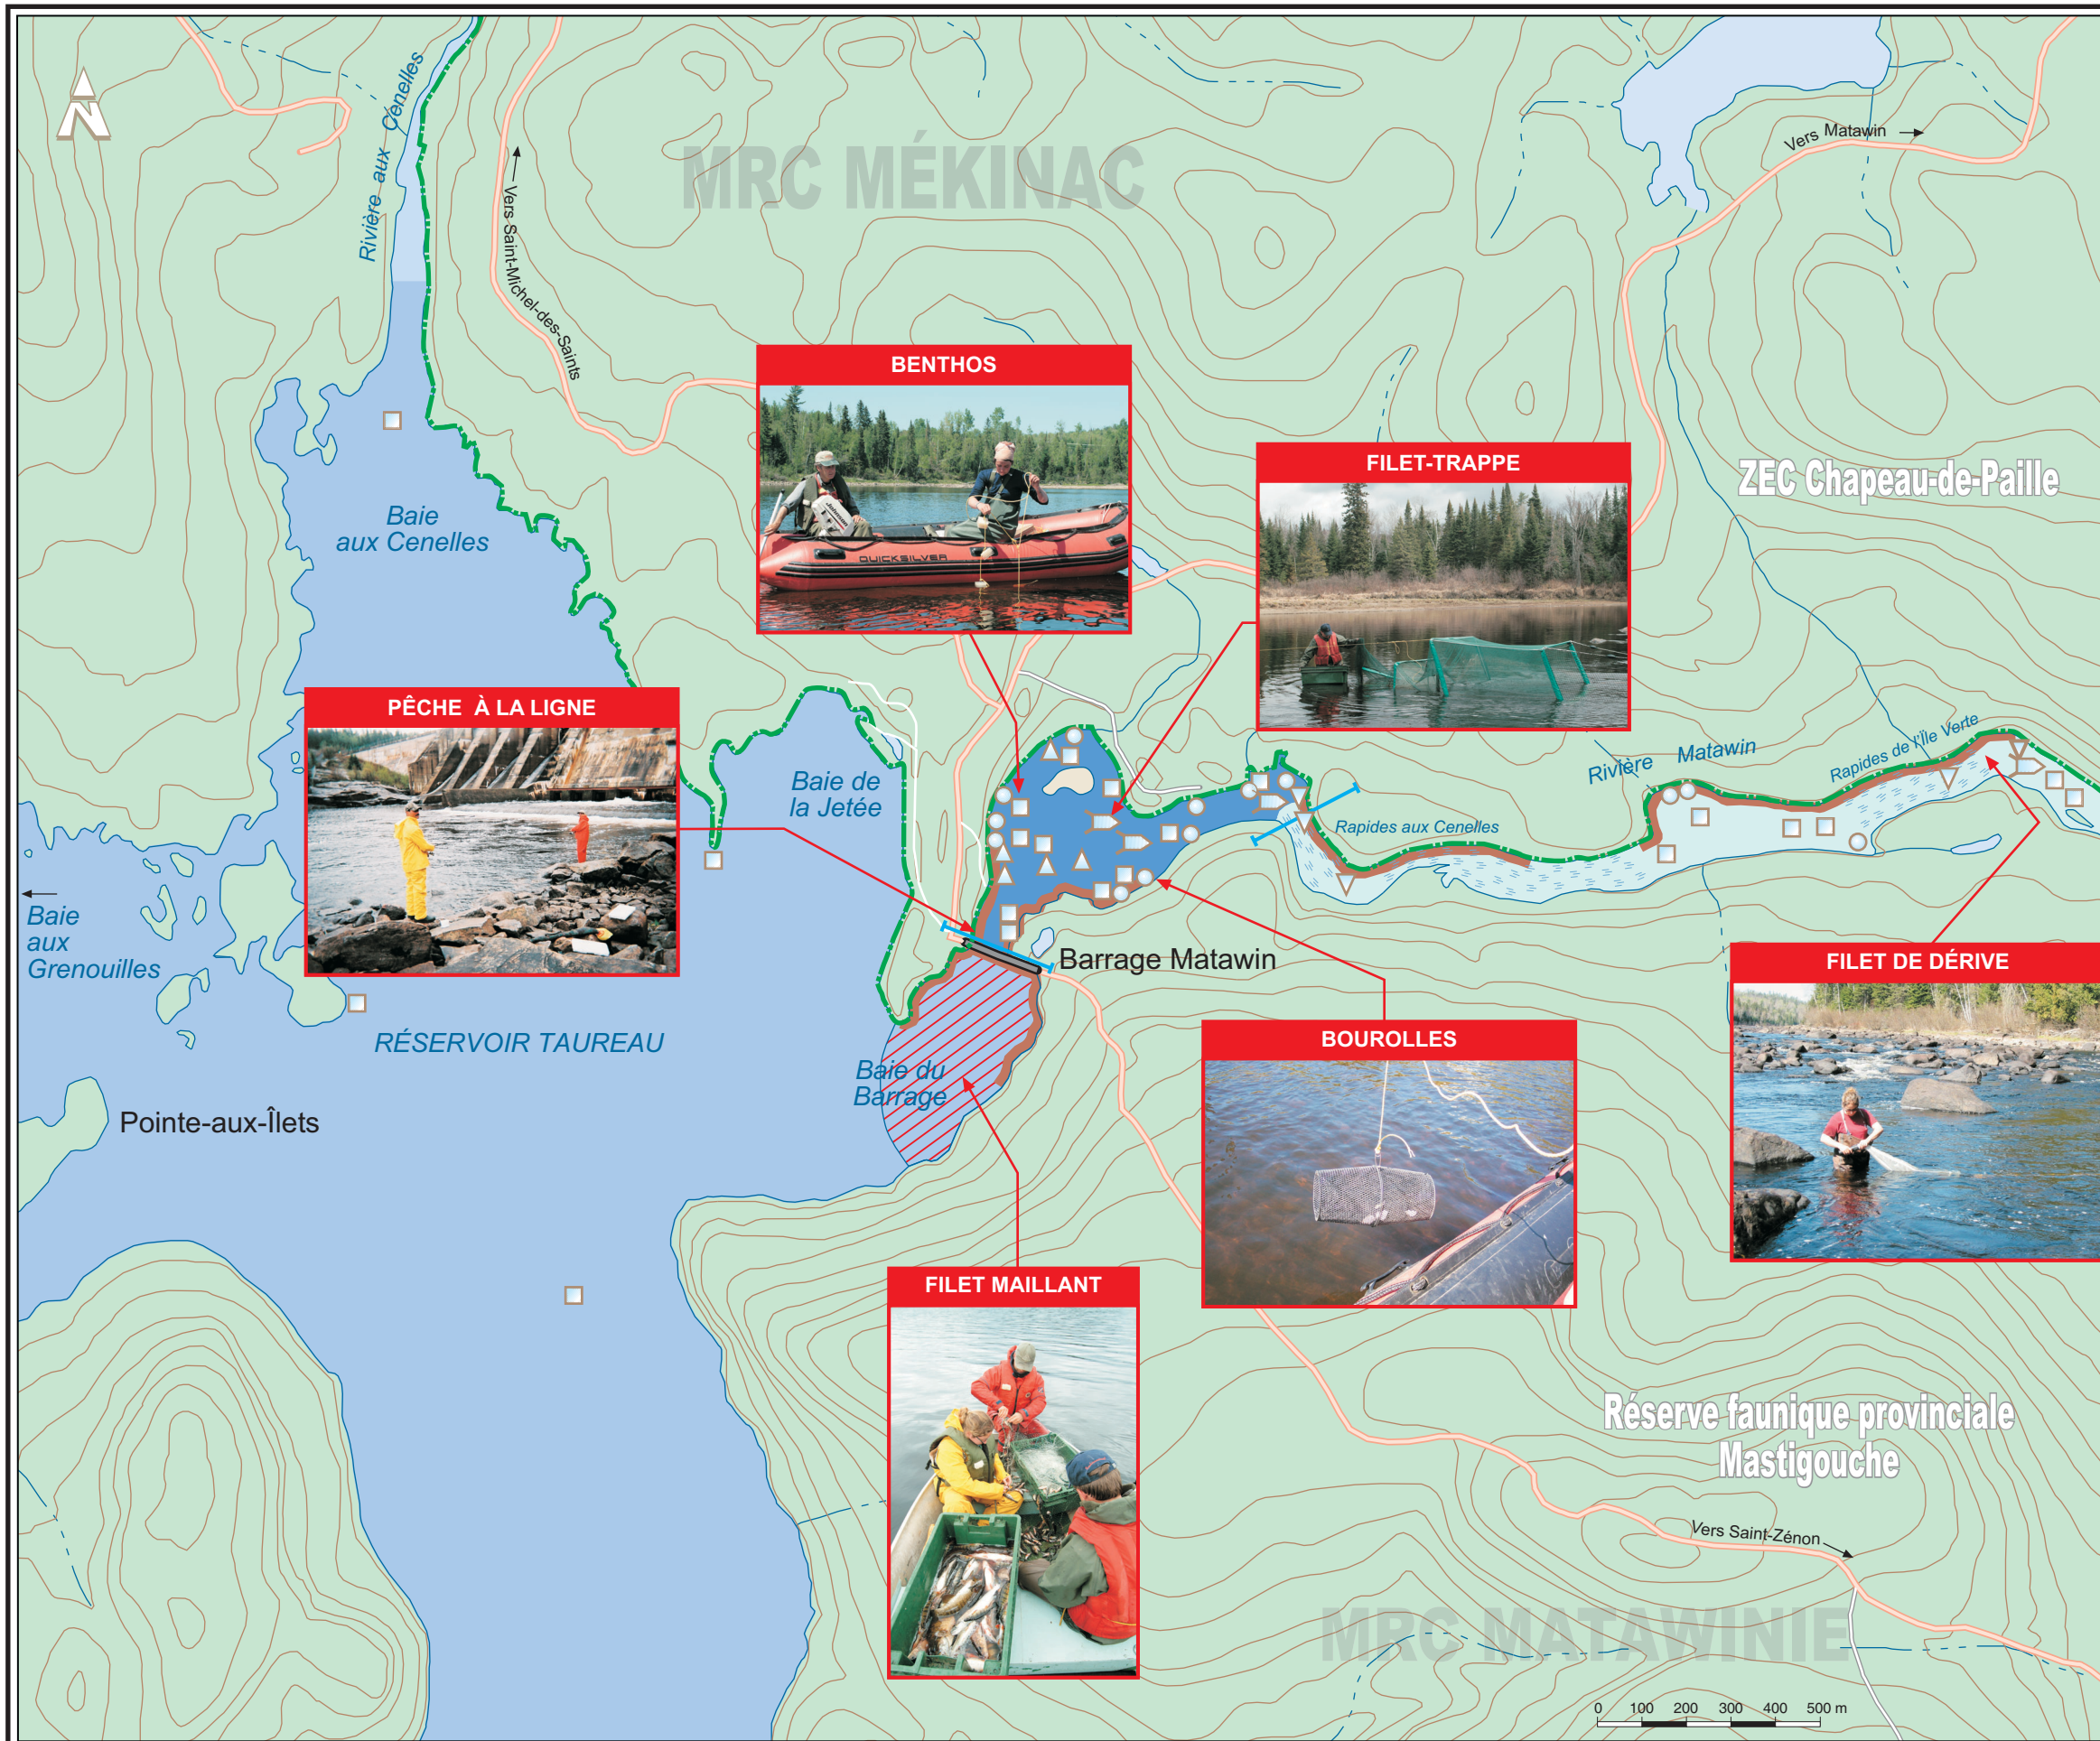 Rivière aux Cenelles
Vers Saint-Michel-des-Saints
MRC MÉKINAC
Vers Matawin
BENTHOS
Johnson
QUICKSILVER
FILET-TRAPPE
ZEC Chapeau-de-Paille
Baie
aux Cenelles
PÊCHE À LA LIGNE
Baie de
la Jetée
Rivière Matawin
Rapides de l'Île Verte
Rapides aux Cenelles
Baie
aux
Grenouilles
Barrage Matawin
FILET DE DÉRIVE
RÉSERVOIR TAUREAU
BOUROLLES
Baie du
Barrage
Pointe-aux-Îlets
FILET MAILLANT
Réserve faunique provinciale
Mastigouche
Vers Saint-Zénon
MRC MATAWINIE
0 100 200 300 400 500 m
N